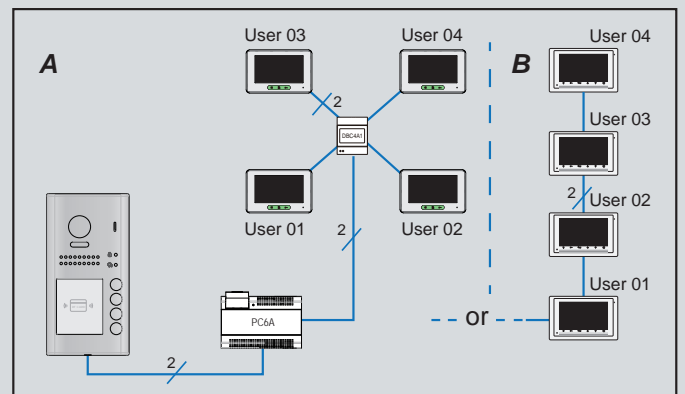 A
User 03
User 04
2
DBC4A1
User 01
User 02
2
PC6A
2
or
B
User 04
User 03
2
User 02
User 01